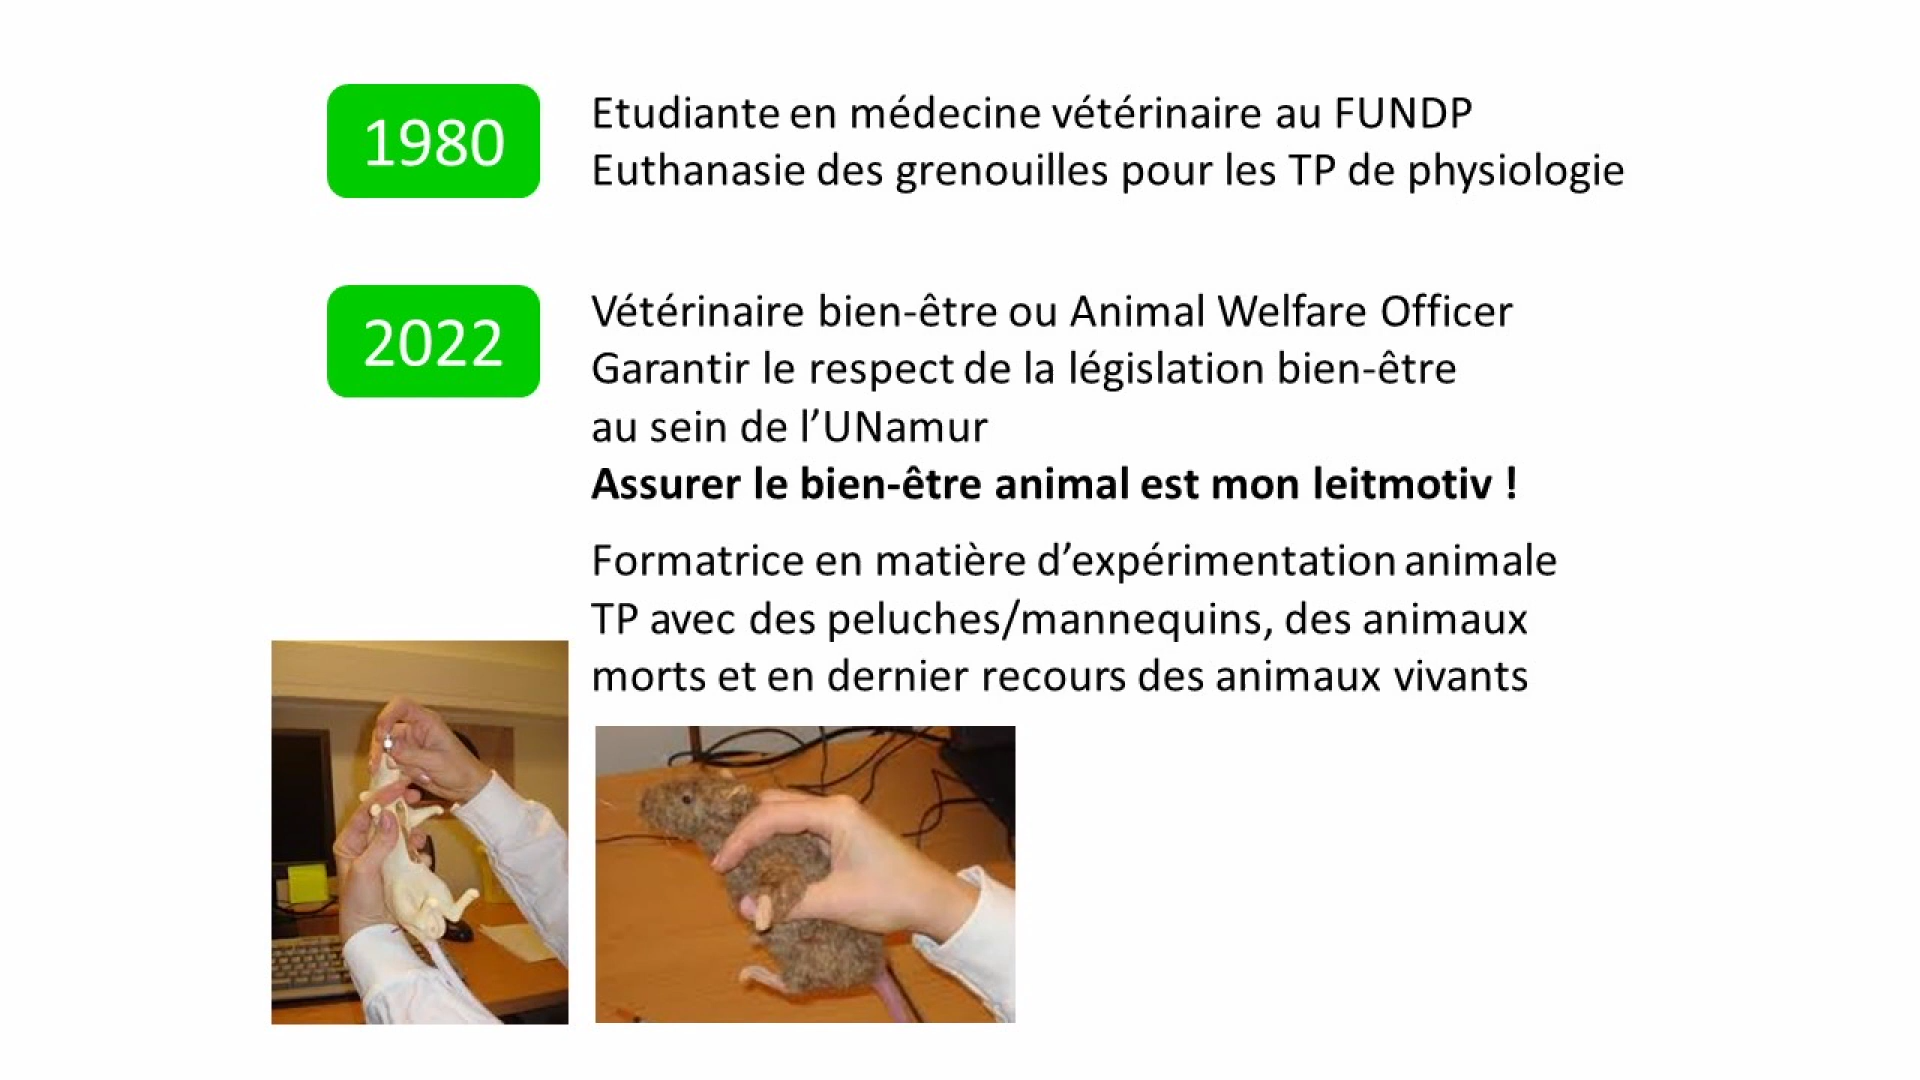 1980
Etudiante en médecine vétérinaire au FUNDP
Euthanasie des grenouilles pour les TP de physiologie
2022
Vétérinaire bien-être ou Animal Welfare Officer
Garantir le respect de la législation bien-être
au sein de l’UNamur
Assurer le bien-être animal est mon leitmotiv !
Formatrice en matière d’expérimentation animale
TP avec des peluches/mannequins, des animaux
morts et en dernier recours des animaux vivants